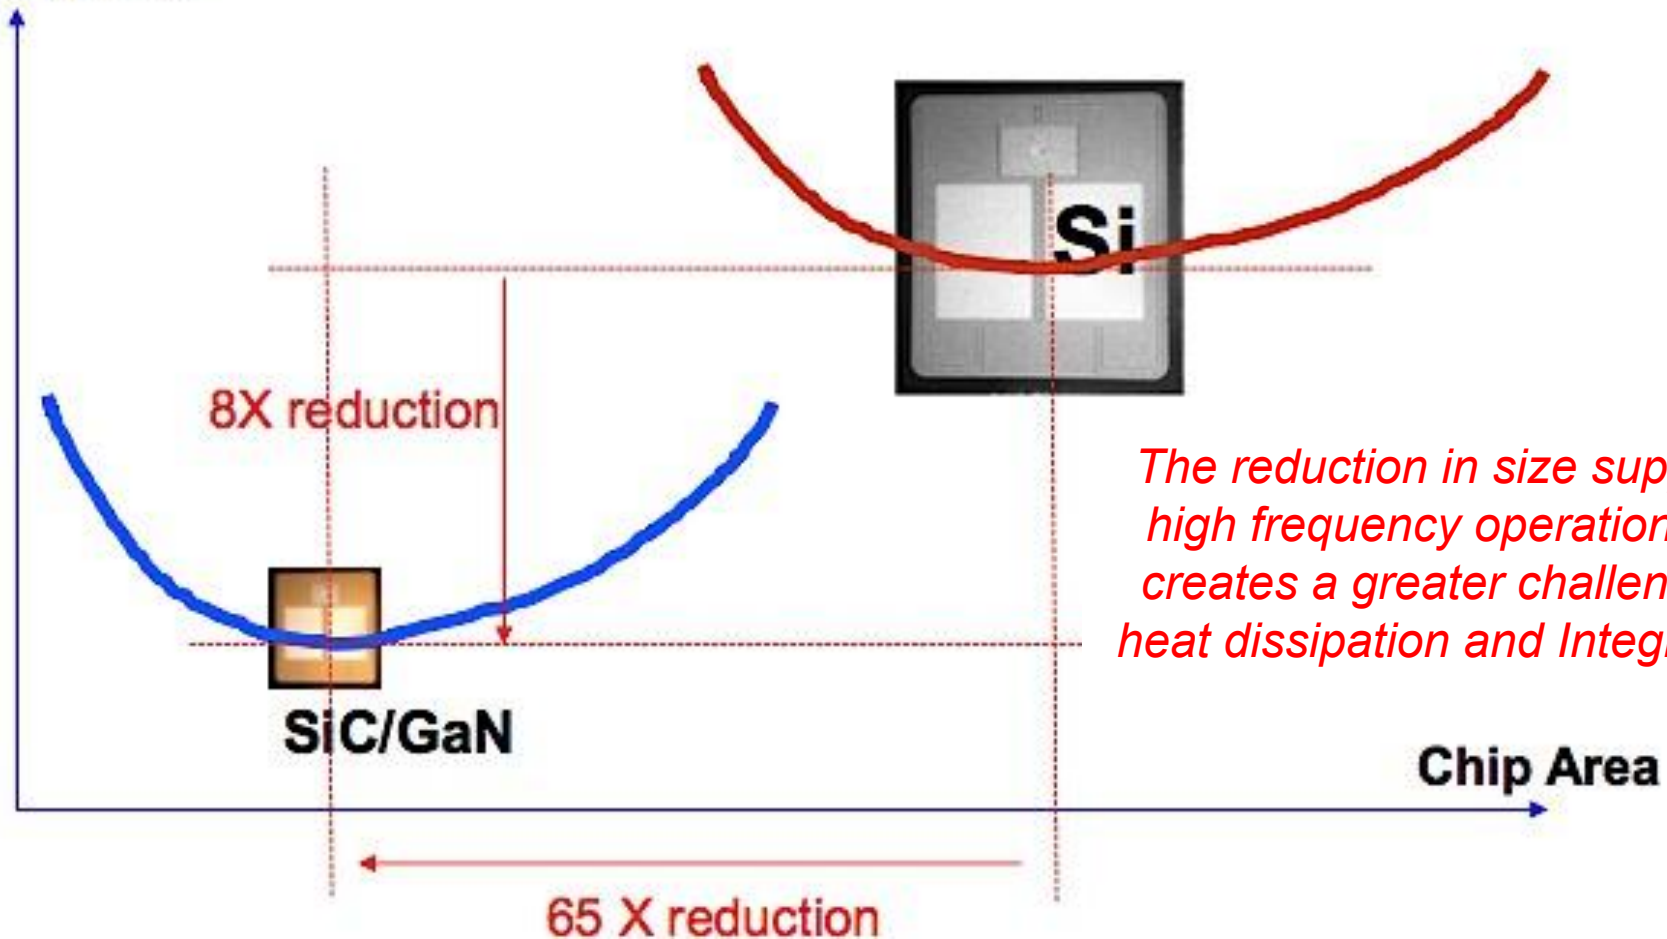 Si
8X reduction
The reduction in size sup
high frequency operation
creates a greater challen
heat dissipation and Integ
SiC/GaN
Chip Area
65 X reduction